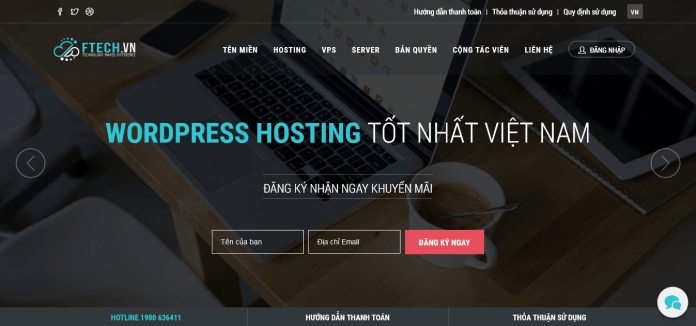 Hướng dẫn thanh toán | Thỏa thuận sử dụng | Quy định sử dụng VN
FTECH.VN
TECHNOLOGY MAKES DIFFERENCE
TÊN MIỀN HOSTING VPS SERVER BẢN QUYỀN CỘNG TÁC VIÊN LIÊN HỆ ĐĂNG NHẬP
WORDPRESS HOSTING TỐT NHẤT VIỆT NAM
ĐĂNG KÝ NHẬN NGAY KHUYẾN MÃI
Tên của bạn Địa chỉ Email ĐĂNG KÝ NGAY
HOTLINE 1900 636411 HƯỚNG DẪN THANH TOÁN THỎA THUẬN SỬ DỤNG